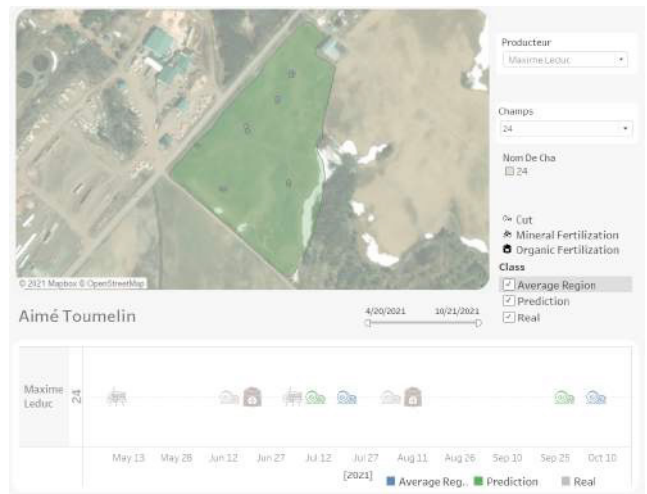 Producteur
Maxime Leduc
Champs
24
Nom De Cha
24
Cut
Mineral Fertilization
Organic Fertilization
Class
Average Region
Prediction
Real
© 2021 Mapbox © OpenStreetMap
Aimé Toumelin
4/20/2021 10/21/2021
Maxime
Leduc
24
May 13 May 28 Jun 12 Jun 27 Jul 12 Jul 27 Aug 11 Aug 26 Sep 10 Sep 25 Oct 10
[2021]
Average Reg.. Prediction Real